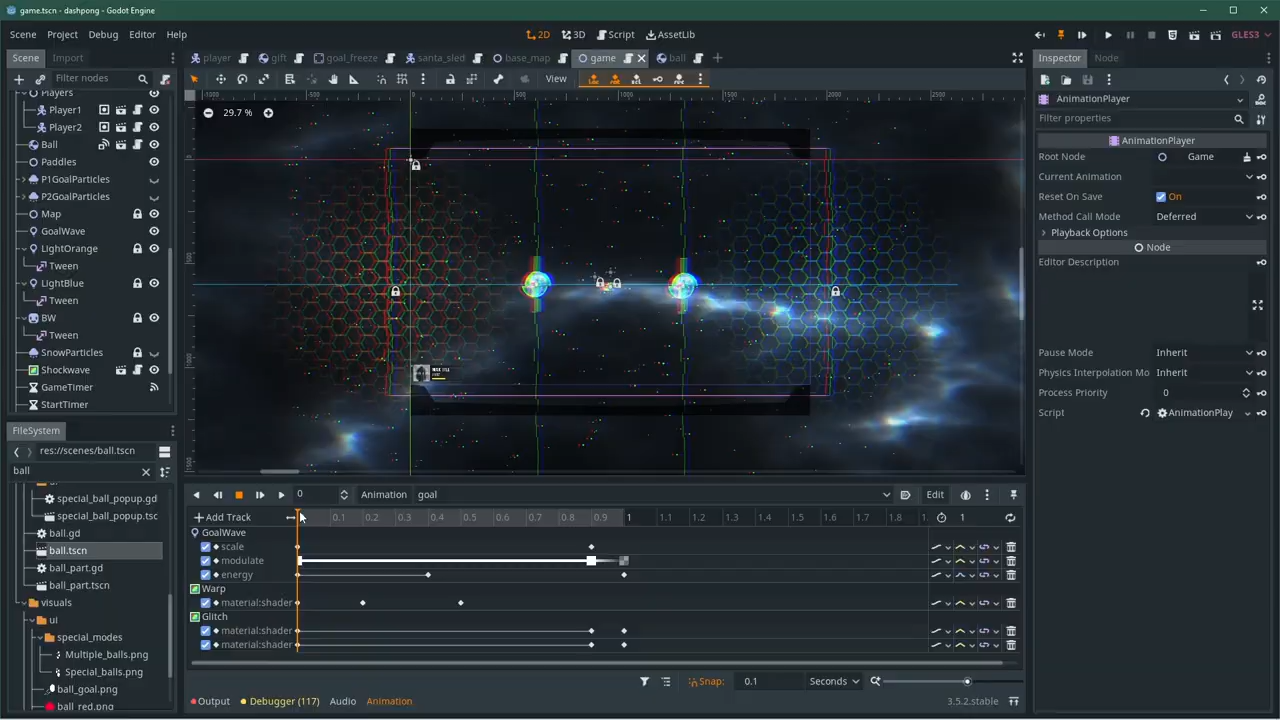 game.tscn - dashpong - Godot Engine
Scene Project Debug Editor Help
2D 3D Script AssetLib
GLES3
Scene Import
Filter nodes
Players
Player1
Player2
Ball
Paddles
P1GoalParticles
P2GoalParticles
Map
GoalWave
LightOrange
Tween
LightBlue
Tween
BW
Tween
SnowParticles
Shockwave
GameTimer
StartTimer
FileSystem
res://scenes/ball.tscn
ball
special_ball_popup.gd
special_ball_popup.tsc
ball.gd
ball.tscn
ball_part.gd
ball_part.tscn
visuals
ui
special_modes
Multiple_balls.png
Special_balls.png
ball_goal.png
ball_red.png
player gift goal_freeze santa_sled base_map game ball
View
-1000 -500 0 500 1000 1500 2000 2500
29.7 %
0 Animation goal Edit
Add Track 0.1 0.2 0.3 0.4 0.5 0.6 0.7 0.8 0.9 1 1.1 1.2 1.3 1.4 1.5 1.6 1.7 1.8 1. 1
GoalWave
scale
modulate
energy
Warp
material:shader
Glitch
material:shader
material:shader
Snap: 0.1 Seconds
Output Debugger (117) Audio Animation 3.5.2.stable
Inspector Node
AnimationPlayer
Filter properties
AnimationPlayer
Root Node Game
Current Animation
Reset On Save On
Method Call Mode Deferred
Playback Options
Node
Editor Description
Pause Mode Inherit
Physics Interpolation Mo Inherit
Process Priority 0
Script AnimationPlay